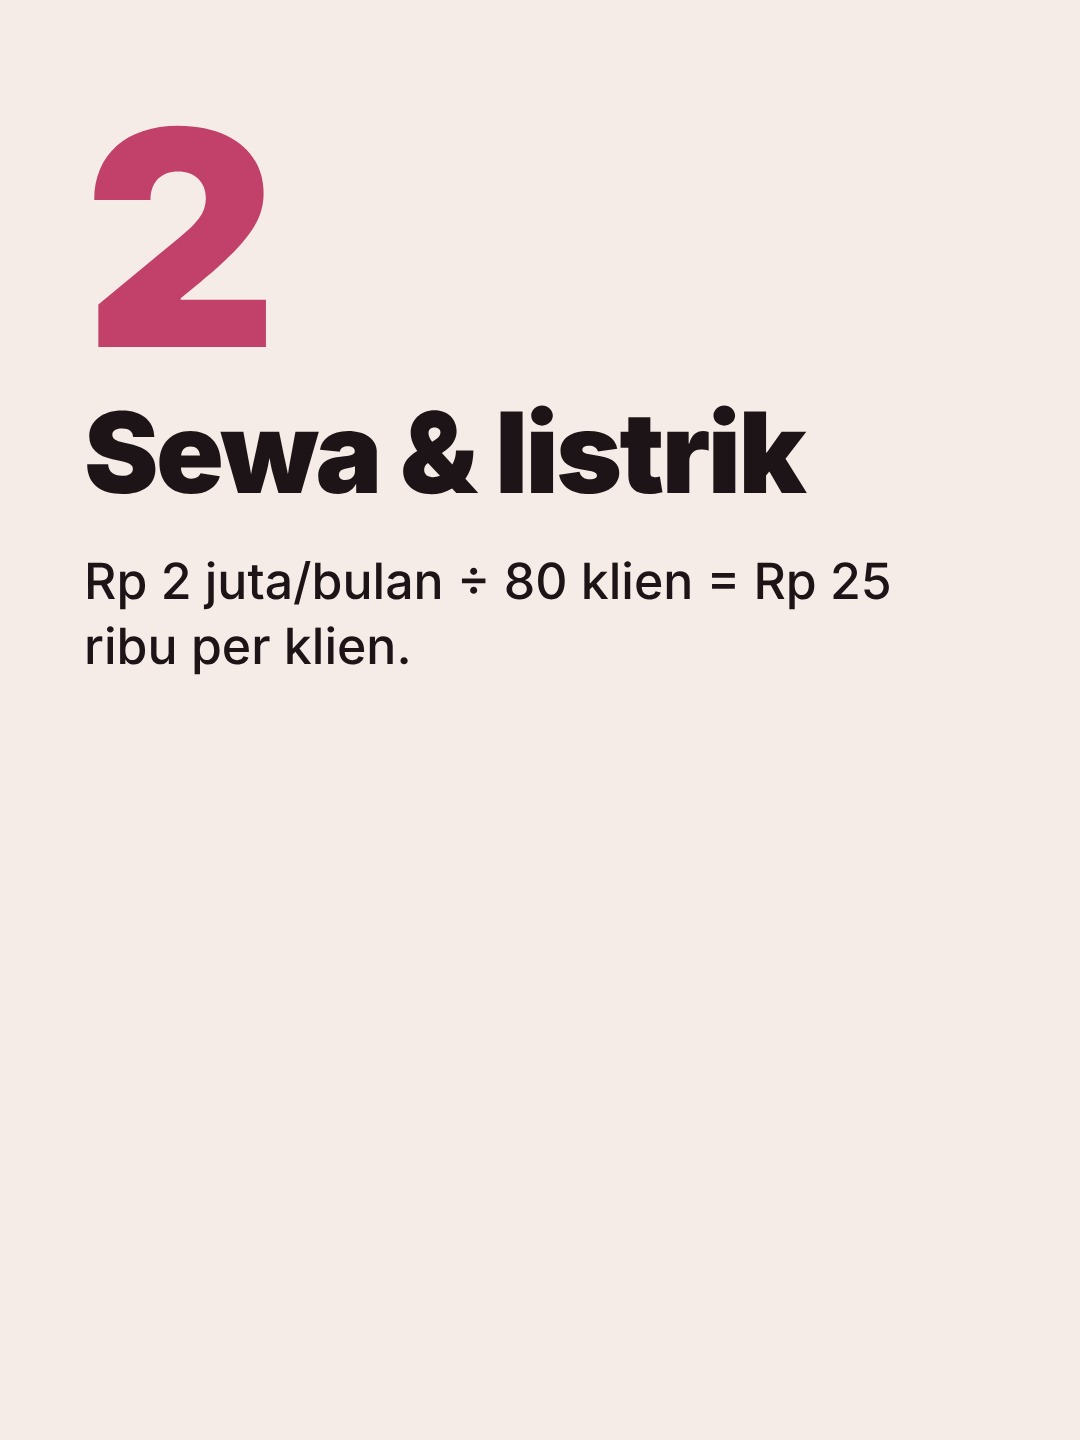 2
Sewa & listrik
Rp 2 juta/bulan ÷ 80 klien = Rp 25
ribu per klien.